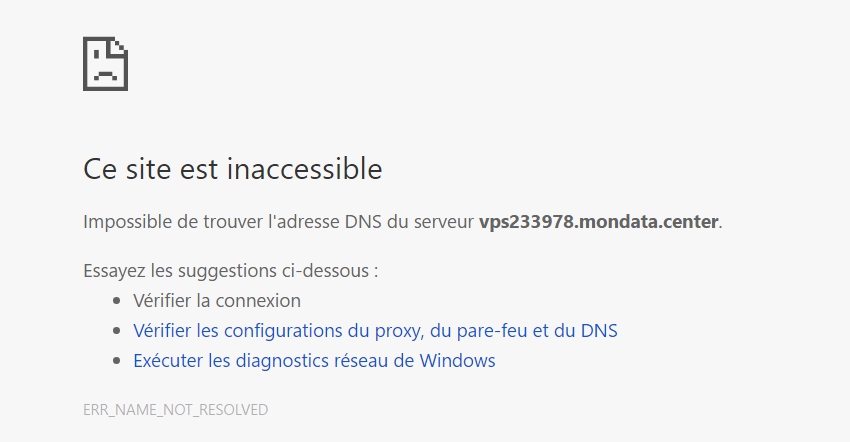 Ce site est inaccessible
Impossible de trouver l'adresse DNS du serveur vps233978.mondata.center.
Essayez les suggestions ci-dessous :
• Vérifier la connexion
• Vérifier les configurations du proxy, du pare-feu et du DNS
• Exécuter les diagnostics réseau de Windows
ERR_NAME_NOT_RESOLVED